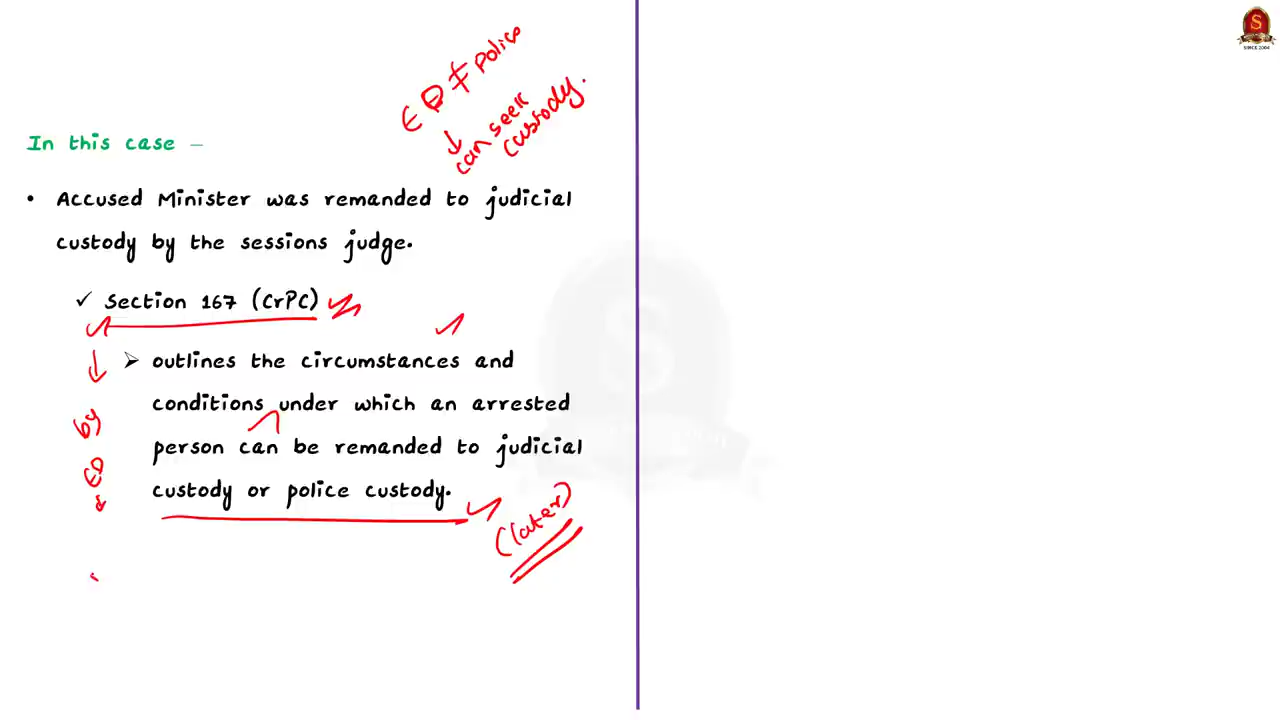 S
SINCE 2004
ED ≠ Police
↓
can seek
custody.
In this case –
• Accused Minister was remanded to judicial
custody by the sessions judge.
✓ Section 167 (CrPC)
➢ outlines the circumstances and
conditions under which an arrested
person can be remanded to judicial
custody or police custody.
(later)
↓
by
ED
↓